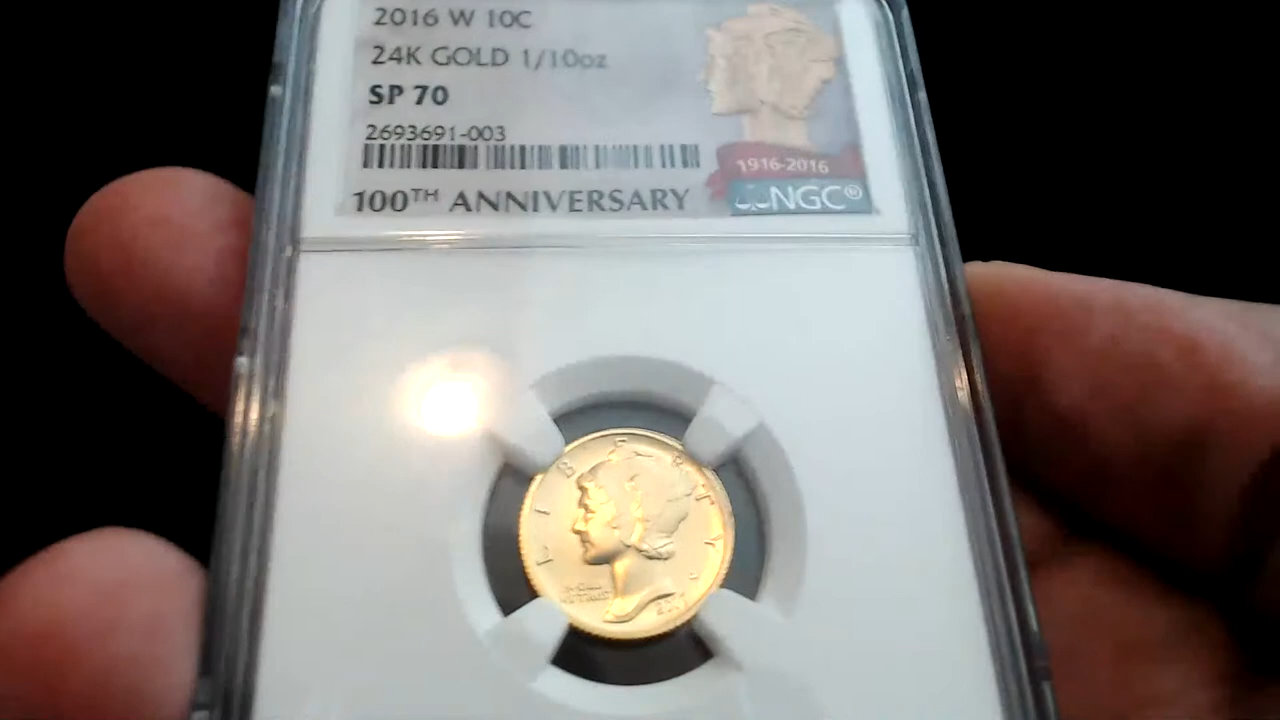 2016 W 10C
24K GOLD 1/10oz
SP 70
2693691-003
100TH ANNIVERSARY
1916-2016
NGC®
LIBERTY